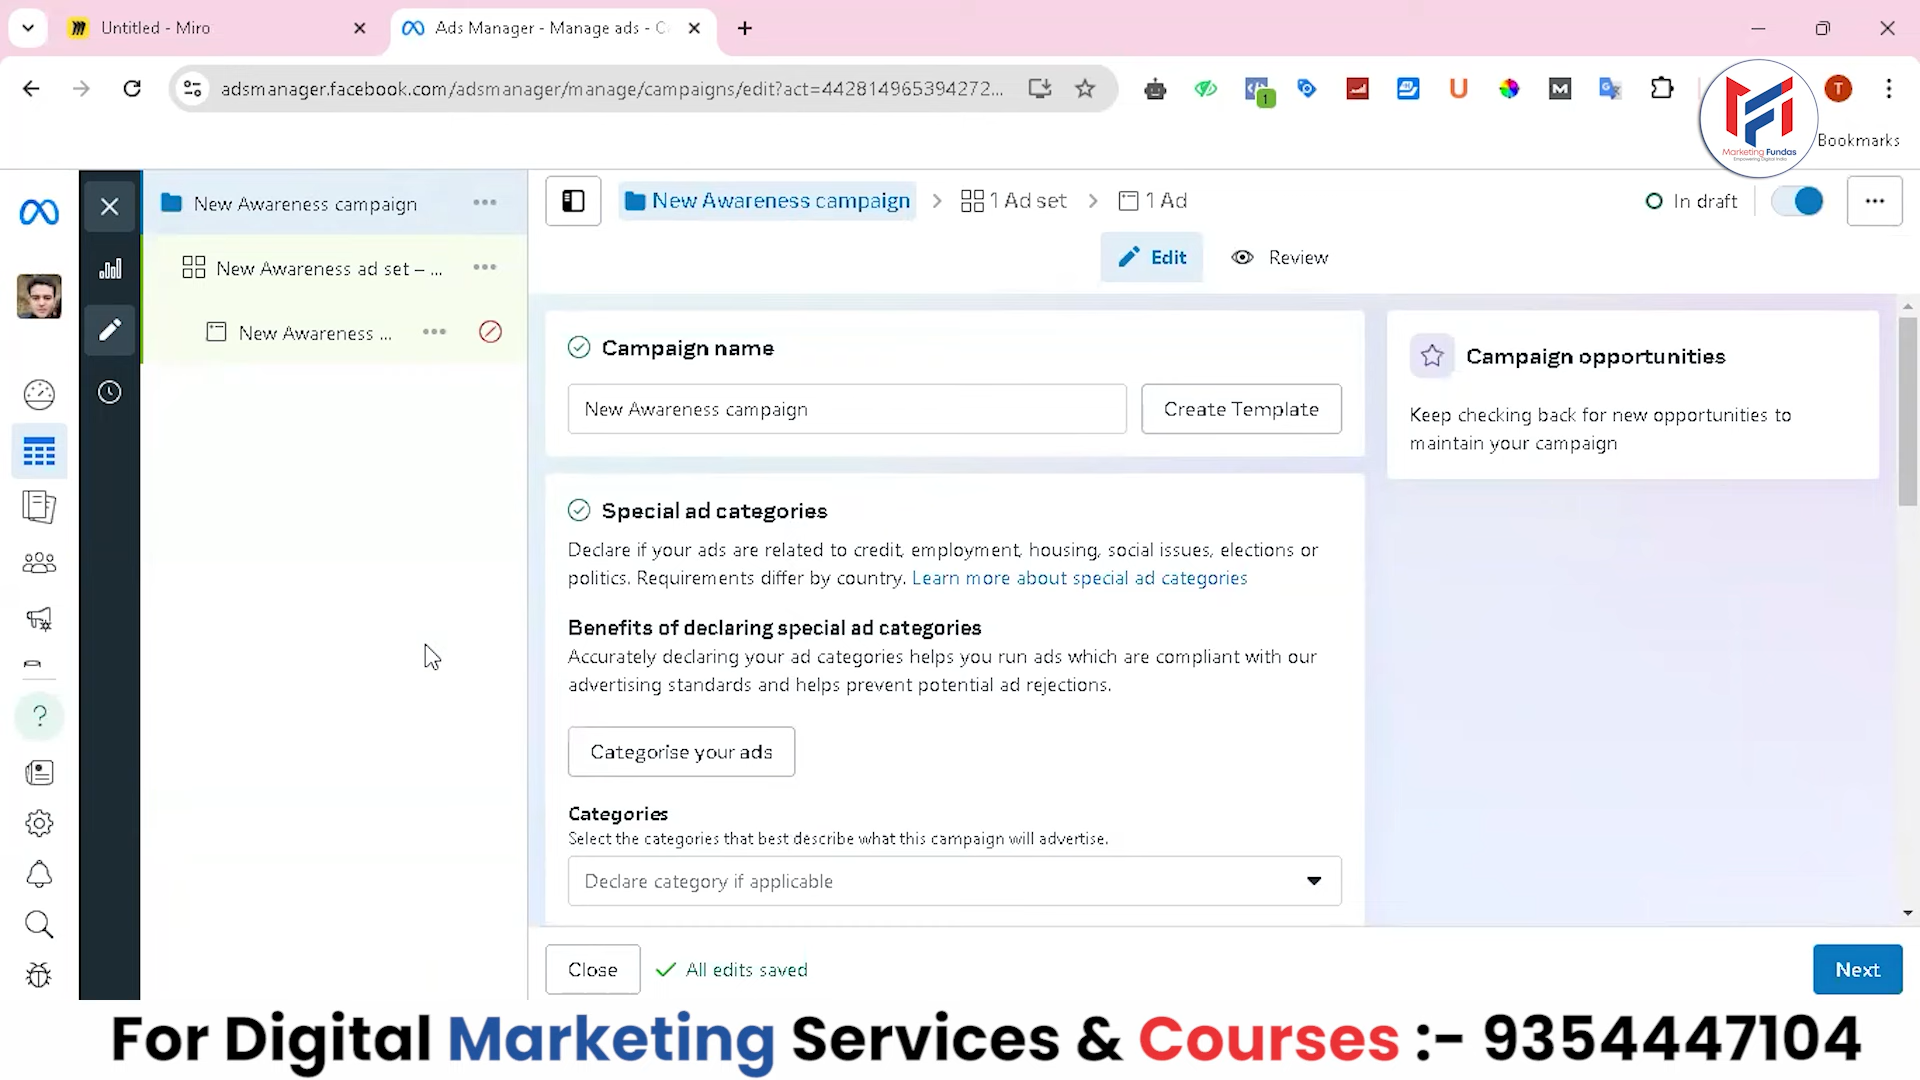 Untitled - Miro
Ads Manager - Manage ads - C
adsmanager.facebook.com/adsmanager/manage/campaigns/edit?act=442814965394272...
1
M
U
T
Marketing Fundas
Empowering Digital India
Bookmarks
New Awareness campaign
New Awareness ad set – ...
New Awareness ...
New Awareness campaign
1 Ad set
1 Ad
In draft
Edit
Review
Campaign name
New Awareness campaign
Create Template
Campaign opportunities
Keep checking back for new opportunities to
maintain your campaign
Special ad categories
Declare if your ads are related to credit, employment, housing, social issues, elections or
politics. Requirements differ by country. Learn more about special ad categories
Benefits of declaring special ad categories
Accurately declaring your ad categories helps you run ads which are compliant with our
advertising standards and helps prevent potential ad rejections.
Categorise your ads
Categories
Select the categories that best describe what this campaign will advertise.
Declare category if applicable
Close
All edits saved
Next
For Digital Marketing Services & Courses :- 9354447104